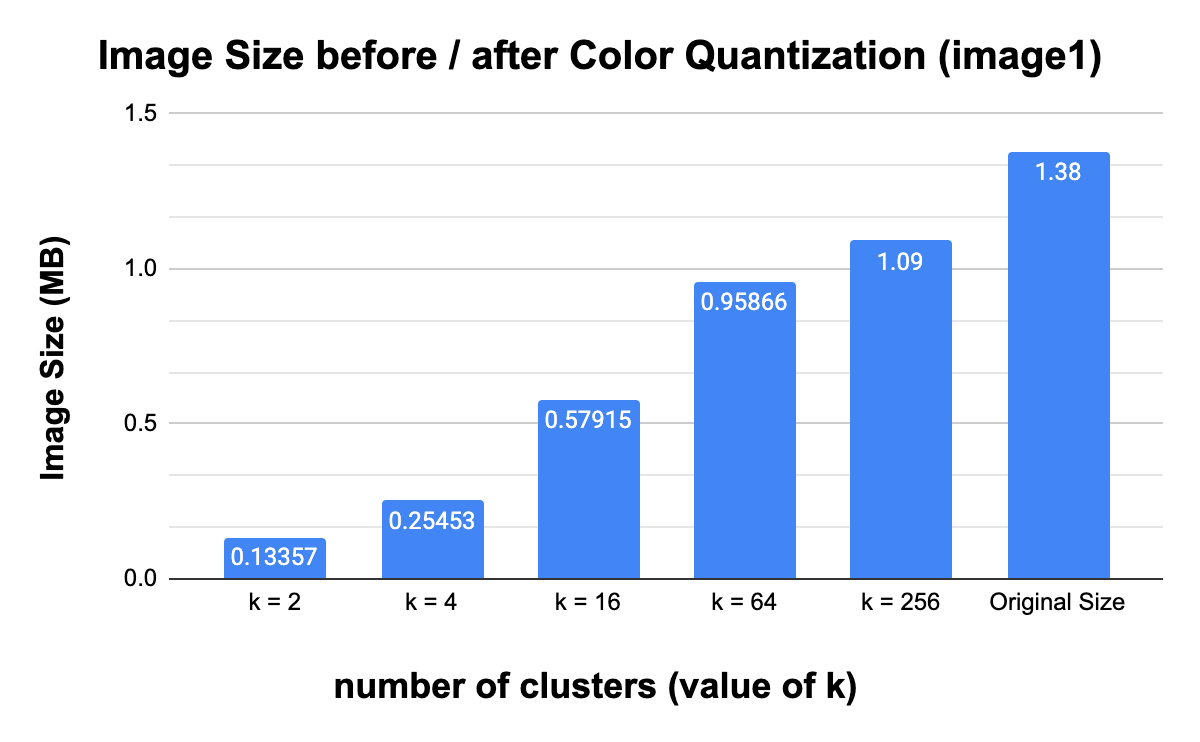 Image Size before / after Color Quantization (image1)
Image Size (MB)
1.5
1.0
0.5
0.0
0.13357
0.25453
0.57915
0.95866
1.09
1.38
k = 2
k = 4
k = 16
k = 64
k = 256
Original Size
number of clusters (value of k)